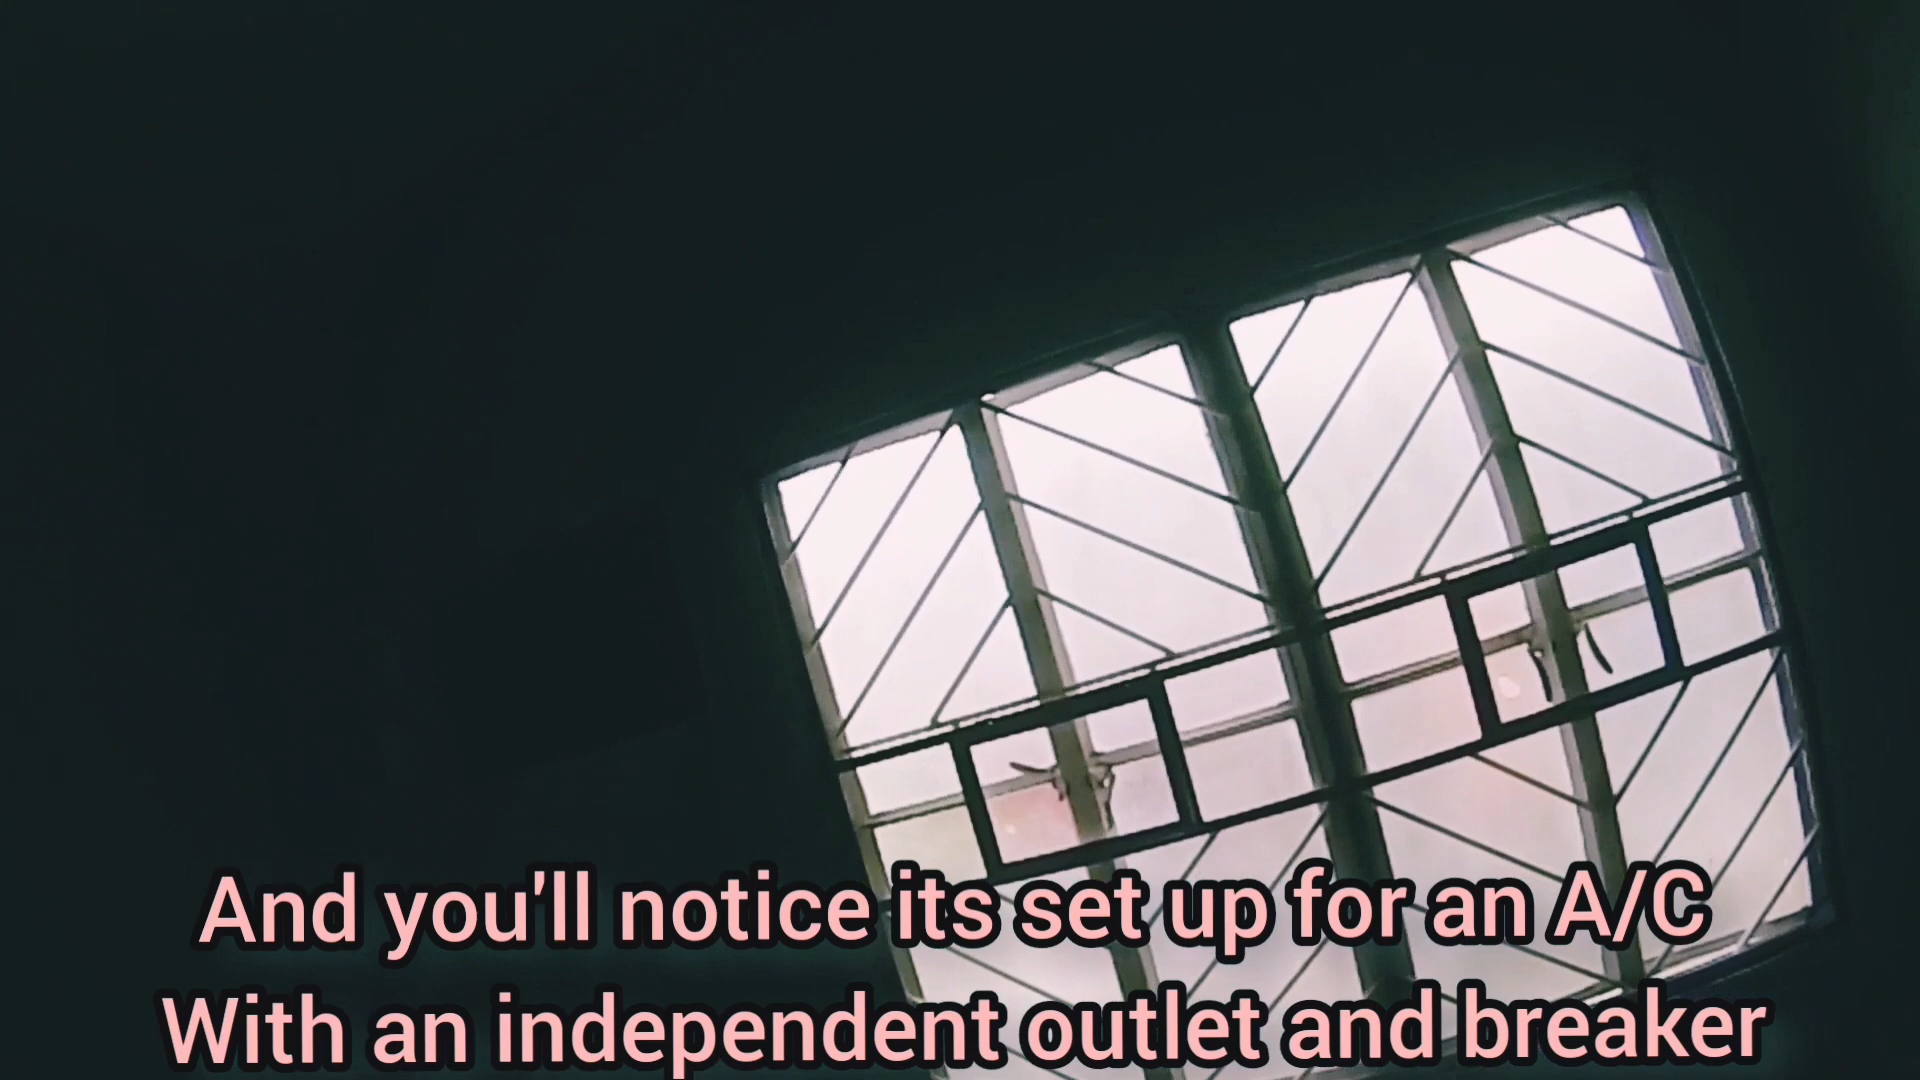 And you'll notice its set up for an A/C
With an independent outlet and breaker